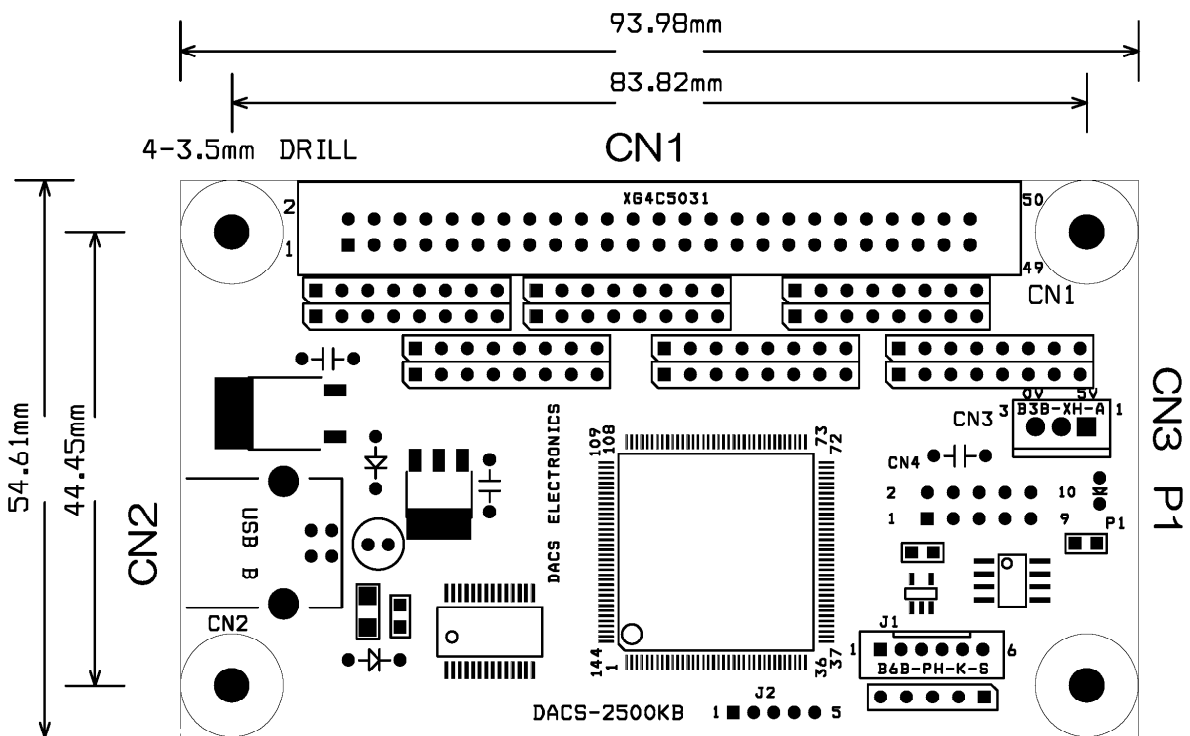 93.98mm
83.82mm
4-3.5mm DRILL
CN1
XG4C5031
2
50
1
49
CN1
54.61mm
44.45mm
CN3 P1
0V 5V
3 B3B-XH-A 1
CN3
109
108
73
72
DACS ELECTRONICS
CN4
2
10
1
9
P1
USB B
CN2
CN2
J1
1
6
B6B-PH-K-S
144
1
36
37
J2
DACS-2500KB
1
5